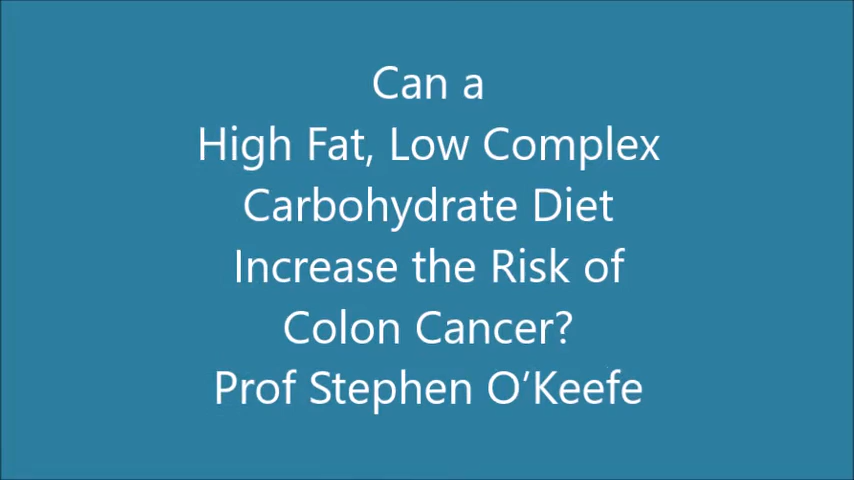 Can a
High Fat, Low Complex
Carbohydrate Diet
Increase the Risk of
Colon Cancer?
Prof Stephen O’Keefe